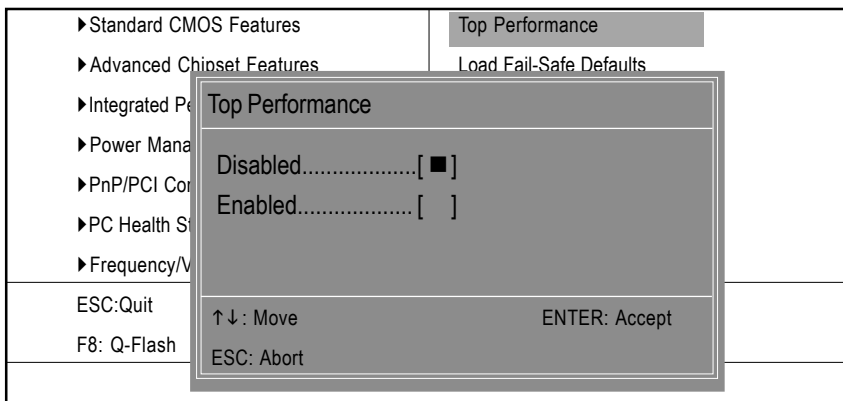 ▶Standard CMOS Features
▶Advanced Chipset Features
▶Integrated Pe
▶Power Mana
▶PnP/PCI Con
▶PC Health St
▶Frequency/V
Top Performance
Load Fail-Safe Defaults
Top Performance
Disabled...................[ ■ ]
Enabled................... [   ]
↑↓: Move
ENTER: Accept
ESC: Abort
ESC:Quit
F8: Q-Flash